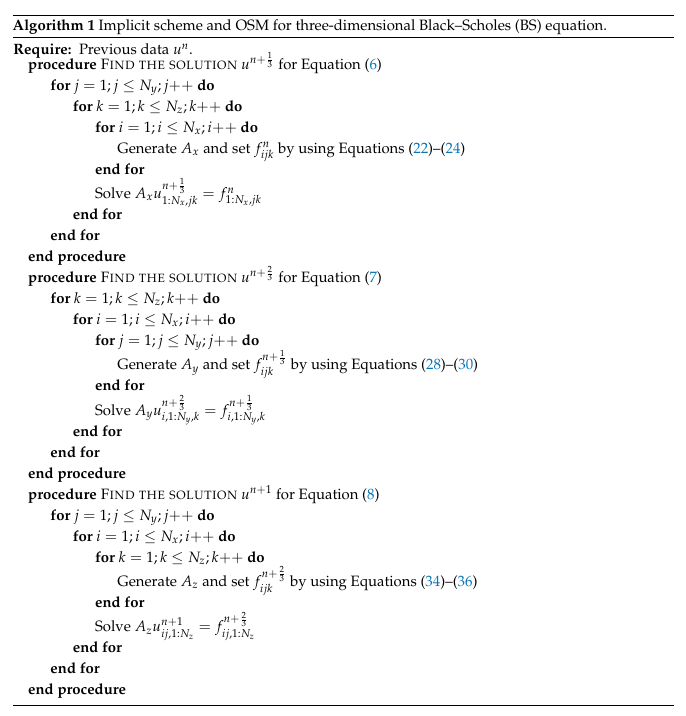 Algorithm 1 Implicit scheme and OSM for three-dimensional Black–Scholes (BS) equation.
Require: Previous data $u^n$.
procedure FIND THE SOLUTION $u^{n+\frac{1}{3}}$ for Equation (6)
for $j = 1; j \leq N_y; j++$ do
for $k = 1; k \leq N_z; k++$ do
for $i = 1; i \leq N_x; i++$ do
Generate $A_x$ and set $f_{ijk}^{n}$ by using Equations (22)–(24)
end for
Solve $A_x u_{1:N_x,jk}^{n+\frac{1}{3}} = f_{1:N_x,jk}^{n}$
end for
end for
end procedure
procedure FIND THE SOLUTION $u^{n+\frac{2}{3}}$ for Equation (7)
for $k = 1; k \leq N_z; k++$ do
for $i = 1; i \leq N_x; i++$ do
for $j = 1; j \leq N_y; j++$ do
Generate $A_y$ and set $f_{ijk}^{n+\frac{1}{3}}$ by using Equations (28)–(30)
end for
Solve $A_y u_{i,1:N_y,k}^{n+\frac{2}{3}} = f_{i,1:N_y,k}^{n+\frac{1}{3}}$
end for
end for
end procedure
procedure FIND THE SOLUTION $u^{n+1}$ for Equation (8)
for $j = 1; j \leq N_y; j++$ do
for $i = 1; i \leq N_x; i++$ do
for $k = 1; k \leq N_z; k++$ do
Generate $A_z$ and set $f_{ijk}^{n+\frac{2}{3}}$ by using Equations (34)–(36)
end for
Solve $A_z u_{ij,1:N_z}^{n+1} = f_{ij,1:N_z}^{n+\frac{2}{3}}$
end for
end for
end procedure